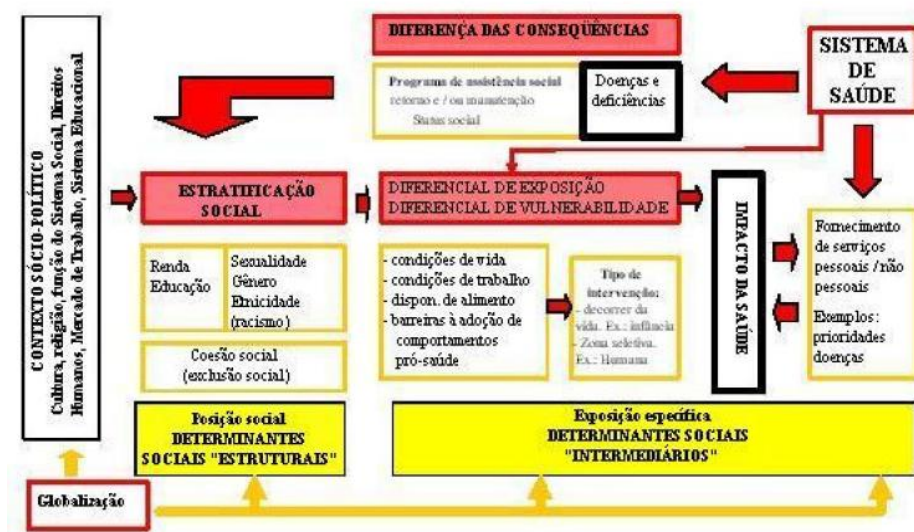 CONTEXTO SÓCIO-POLÍTICO
Cultura, religião, função do Sistema Social, Direitos
Humanos, Mercado de Trabalho, Sistema Educacional
DIFERENÇA DAS CONSEQÜÊNCIAS
Programa de assistência social
retorno e / ou manutenção
Status social
Doenças e
deficiências
SISTEMA
DE
SAÚDE
ESTRATIFICAÇÃO
SOCIAL
DIFERENCIAL DE EXPOSIÇÃO
DIFERENCIAL DE VULNERABILIDADE
IMPACTO DA SAÚDE
Renda
Educação
Sexualidade
Gênero
Etnicidade
(racismo)
Coesão social
(exclusão social)
- condições de vida
- condições de trabalho
- dispon. de alimento
- barreiras à adoção de
comportamentos
pró-saúde
Tipo de
intervenção:
- decorrer da
vida. Ex.: infância
- Zona seletiva.
Ex.: Humana
Fornecimento
de serviços
pessoais / não
pessoais
Exemplos:
prioridades
doenças
Posição social
DETERMINANTES
SOCIAIS "ESTRUTURAIS"
Exposição específica
DETERMINANTES SOCIAIS
"INTERMEDIÁRIOS"
Globalização